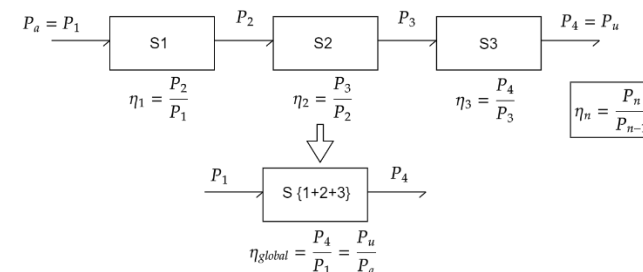 P_a = P_1 P_2 P_3 P_4 = P_u
S1 S2 S3
η_1 = P_2/P_1 η_2 = P_3/P_2 η_3 = P_4/P_3
η_n = P_n/P_{n-
P_1 P_4
S {1+2+3}
η_global = P_4/P_1 = P_u/P_a